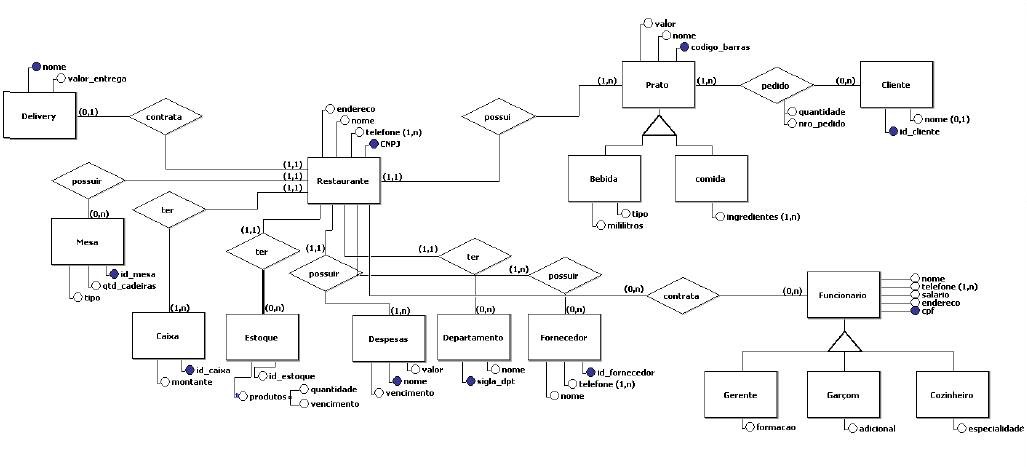 valor
nome
codigo_barras
nome
valor_entrega
Delivery
(0,1)
contrata
endereco
nome
telefone (1,n)
CNPJ
possui
(1,n)
Prato
(1,n)
pedido
(0,n)
Cliente
quantidade
nro_pedido
nome (0,1)
id_cliente
possuir
(1,1)
(1,1)
(1,1)
Restaurante
(1,1)
Bebida
comida
tipo
mililitros
ingredientes (1,n)
ter
(0,n)
Mesa
id_mesa
qtd_cadeiras
tipo
(1,1)
ter
(1,1)
possuir
(1,1)
ter
(1,n)
possuir
(0,n)
contrata
(0,n)
Funcionario
nome
telefone (1,n)
salario
endereco
cpf
(1,n)
Caixa
id_caixa
montante
(0,n)
Estoque
id_estoque
produtos
quantidade
vencimento
(1,n)
Despesas
valor
nome
vencimento
(0,n)
Departamento
nome
sigla_dpt
(0,n)
Fornecedor
id_fornecedor
telefone (1,n)
nome
Gerente
formacao
Garçom
adicional
Cozinheiro
especialidade